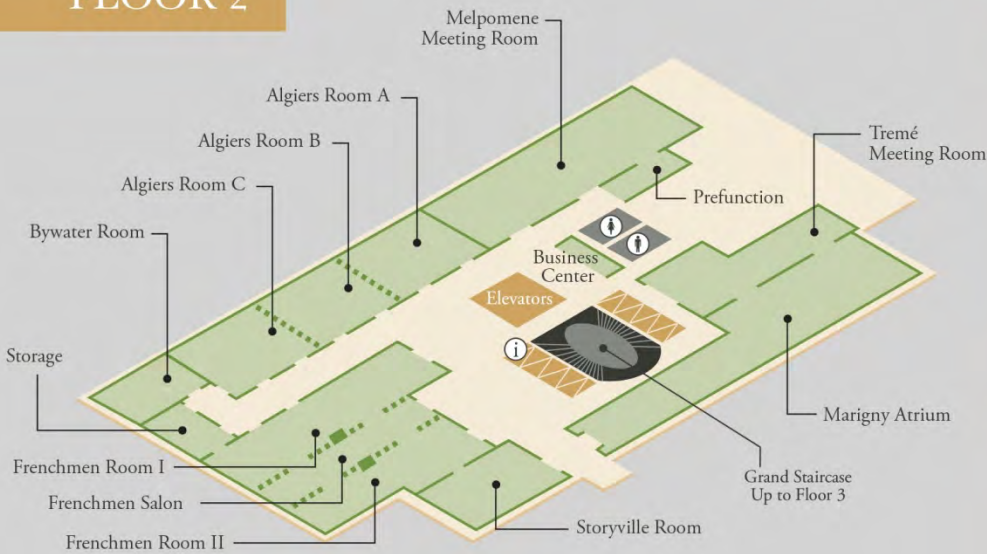 FLOOR 2
Melpomene
Meeting Room
Algiers Room A
Algiers Room B
Algiers Room C
Bywater Room
Storage
Tremé
Meeting Room
Prefunction
Business
Center
Elevators
i
Marigny Atrium
Grand Staircase
Up to Floor 3
Frenchmen Room I
Frenchmen Salon
Frenchmen Room II
Storyville Room